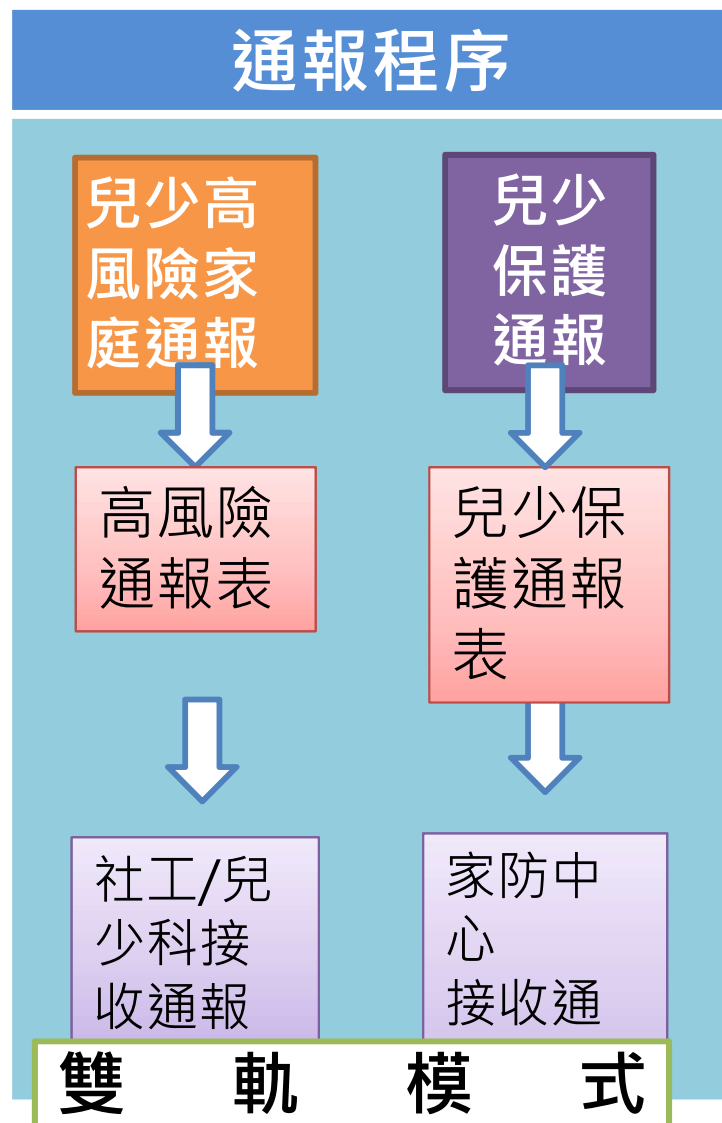 通報程序
兒少高
風險家
庭通報
兒少
保護
通報
高風險
通報表
兒少保
護通報
表
社工/兒
少科接
收通報
家防中
心
接收通
雙軌模式